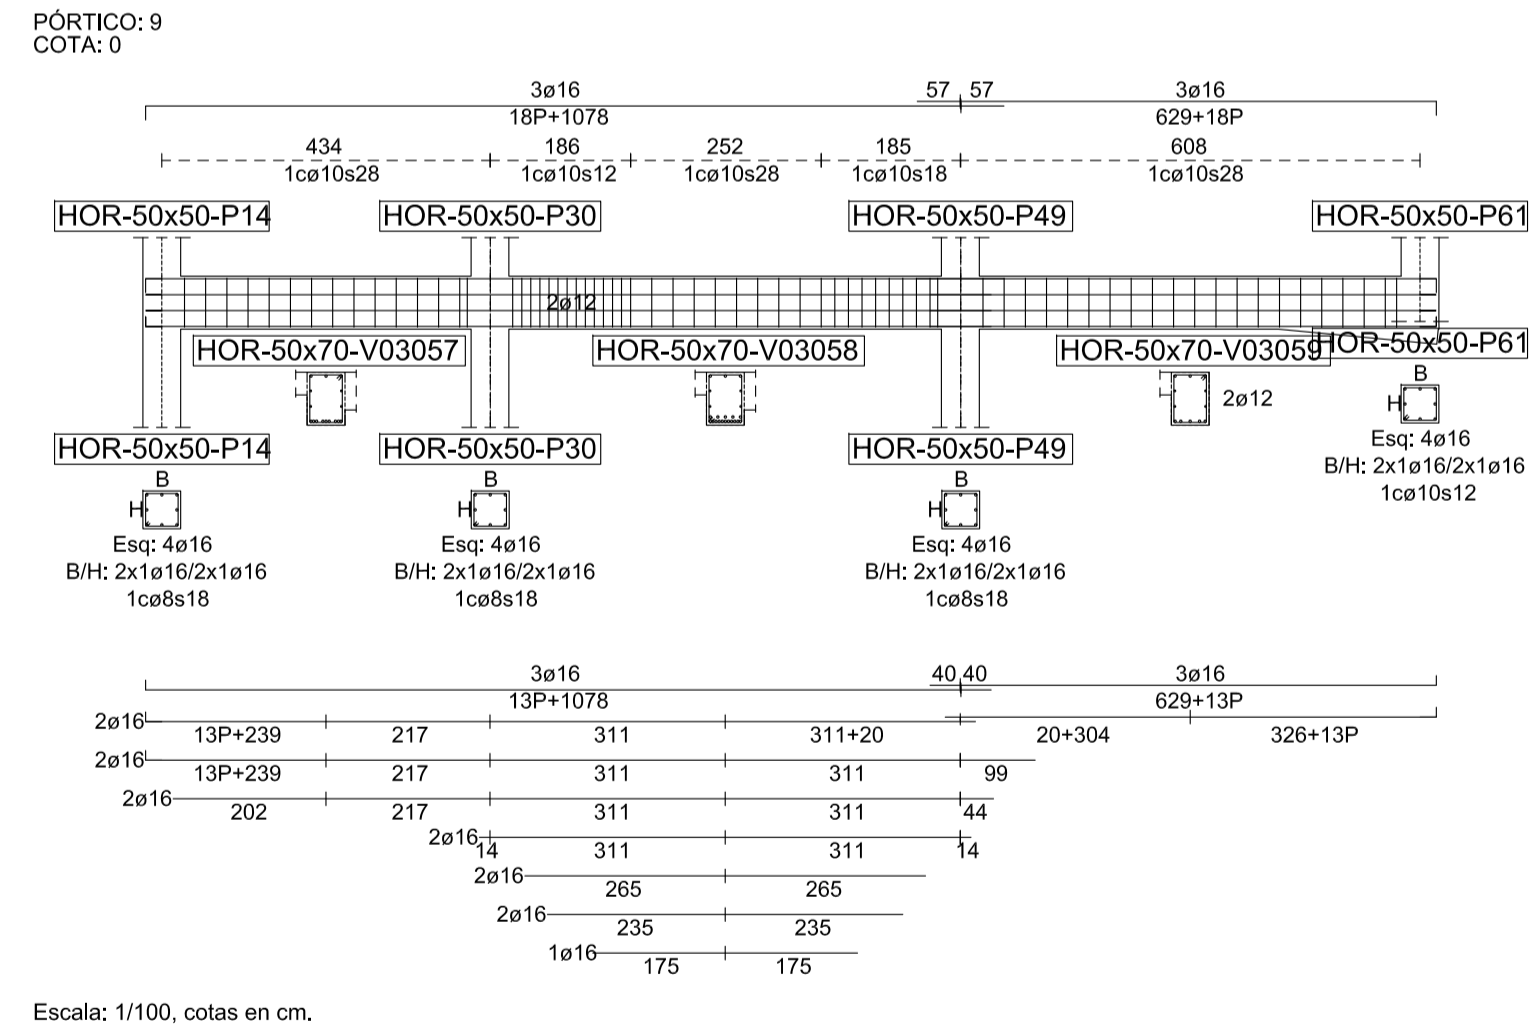 PÓRTICO: 9
COTA: 0
3ø16
57
57
3ø16
18P+1078
629+18P
434
186
252
185
608
1cø10s28
1cø10s12
1cø10s28
1cø10s18
1cø10s28
HOR-50x50-P14
HOR-50x50-P30
HOR-50x50-P49
HOR-50x50-P61
2ø12
HOR-50x70-V03057
HOR-50x70-V03058
HOR-50x70-V03059
HOR-50x50-P61
2ø12
B
H
Esq: 4ø16
B/H: 2x1ø16/2x1ø16
1cø10s12
HOR-50x50-P14
HOR-50x50-P30
HOR-50x50-P49
B
B
B
H
H
H
Esq: 4ø16
Esq: 4ø16
Esq: 4ø16
B/H: 2x1ø16/2x1ø16
B/H: 2x1ø16/2x1ø16
B/H: 2x1ø16/2x1ø16
1cø8s18
1cø8s18
1cø8s18
3ø16
40
40
3ø16
13P+1078
629+13P
2ø16
13P+239
217
311
311+20
20+304
326+13P
2ø16
13P+239
217
311
311
99
2ø16
202
217
311
311
44
2ø16
14
311
311
14
2ø16
265
265
2ø16
235
235
1ø16
175
175
Escala: 1/100, cotas en cm.